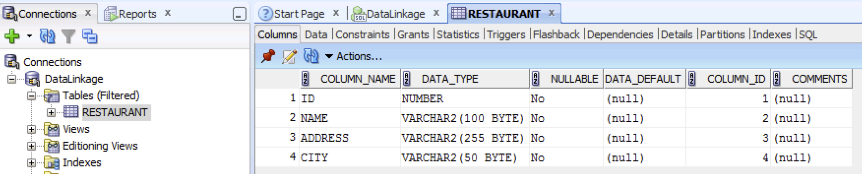 Connections x Reports x
Connections
DataLinkage
Tables (Filtered)
RESTAURANT
Views
Editioning Views
Indexes
Start Page x DataLinkage x RESTAURANT x
Columns Data Constraints Grants Statistics Triggers Flashback Dependencies Details Partitions Indexes SQL
Actions...
COLUMN_NAME DATA_TYPE NULLABLE DATA_DEFAULT COLUMN_ID COMMENTS
1 ID NUMBER No (null) 1 (null)
2 NAME VARCHAR2(100 BYTE) No (null) 2 (null)
3 ADDRESS VARCHAR2(255 BYTE) No (null) 3 (null)
4 CITY VARCHAR2(50 BYTE) No (null) 4 (null)